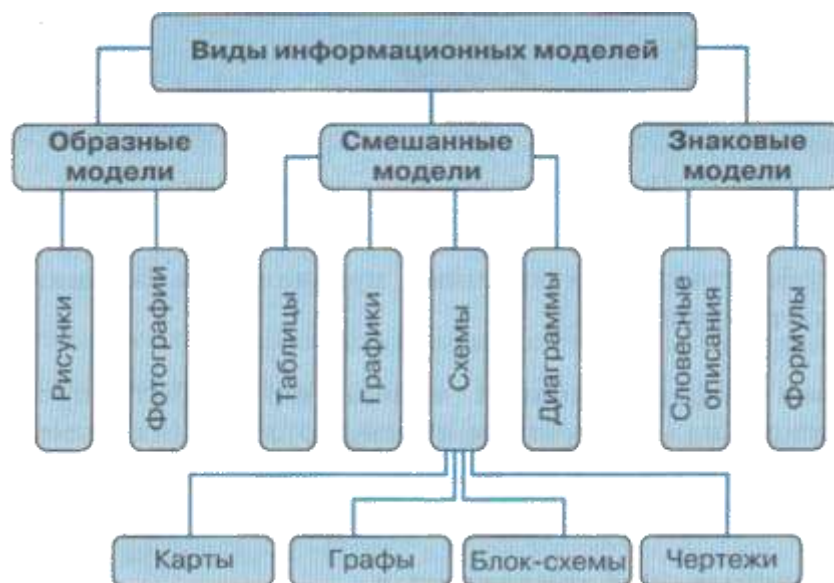 Виды информационных моделей
Образные
модели
Смешанные
модели
Знаковые
модели
Рисунки
Фотографии
Таблицы
Графики
Схемы
Диаграммы
Словесные
описания
Формулы
Карты
Графы
Блок-схемы
Чертежи